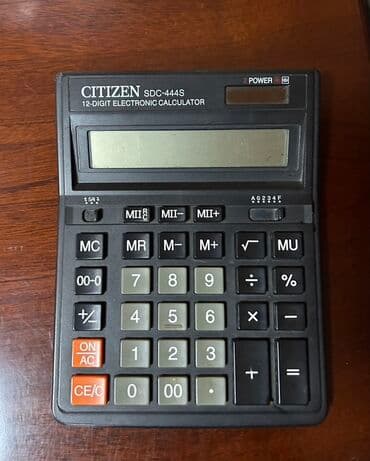 CITIZEN SDC-444S
12-DIGIT ELECTRONIC CALCULATOR
POWER
A0234F
MII MII− MII+
MC MR M− M+ √ MU
00→0 7 8 9 ÷ %
+/− 4 5 6 × −
ON/AC 1 2 3 + =
CE/C 0 00 ·